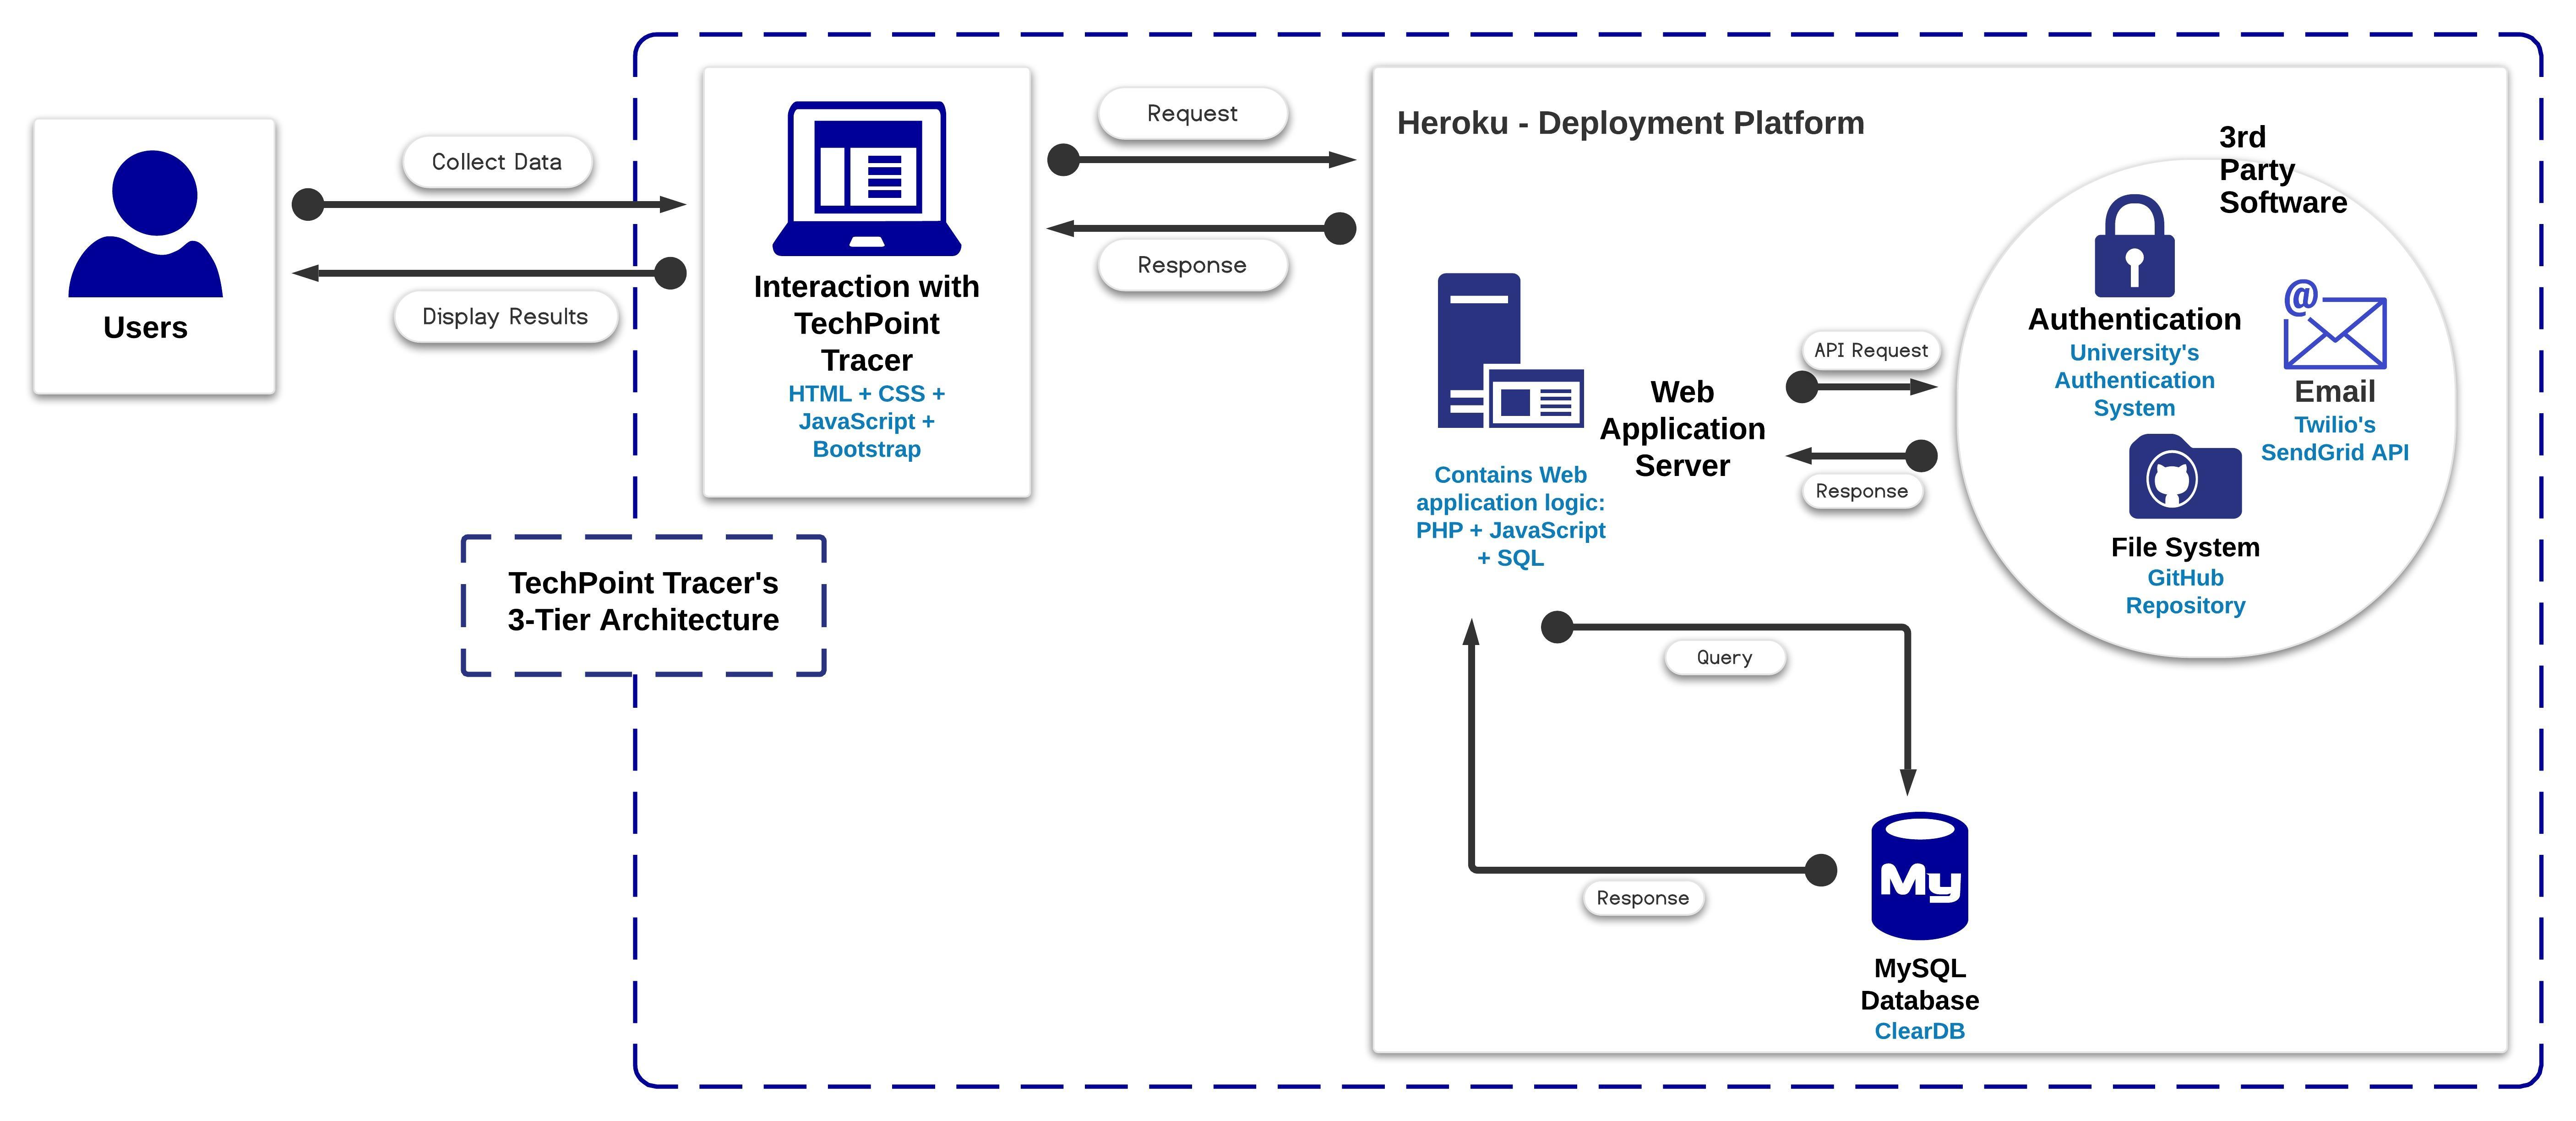 Users
Collect Data
Display Results
Interaction with
TechPoint
Tracer
HTML + CSS +
JavaScript +
Bootstrap
TechPoint Tracer's
3-Tier Architecture
Request
Response
Heroku - Deployment Platform
Web
Application
Server
Contains Web
application logic:
PHP + JavaScript
+ SQL
API Request
Response
3rd
Party
Software
Authentication
University's
Authentication
System
@
Email
Twilio's
SendGrid API
File System
GitHub
Repository
Query
Response
My
MySQL
Database
ClearDB